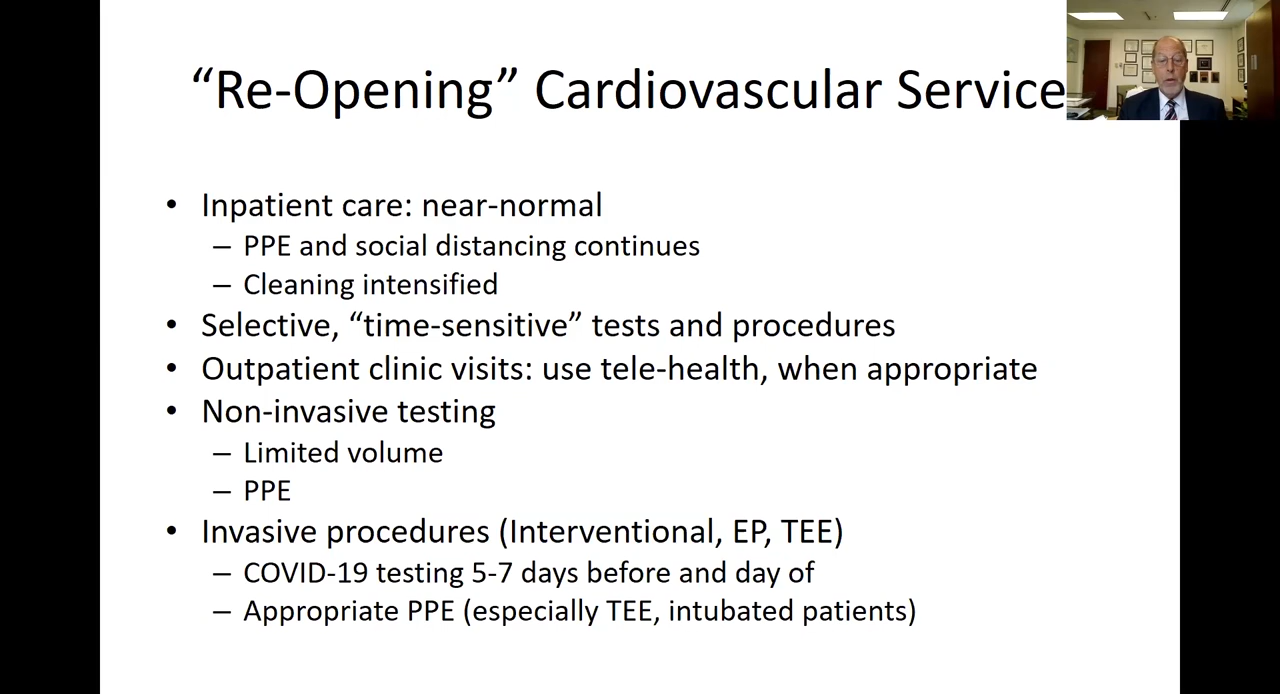 “Re-Opening” Cardiovascular Service
• Inpatient care: near-normal
– PPE and social distancing continues
– Cleaning intensified
• Selective, “time-sensitive” tests and procedures
• Outpatient clinic visits: use tele-health, when appropriate
• Non-invasive testing
– Limited volume
– PPE
• Invasive procedures (Interventional, EP, TEE)
– COVID-19 testing 5-7 days before and day of
– Appropriate PPE (especially TEE, intubated patients)